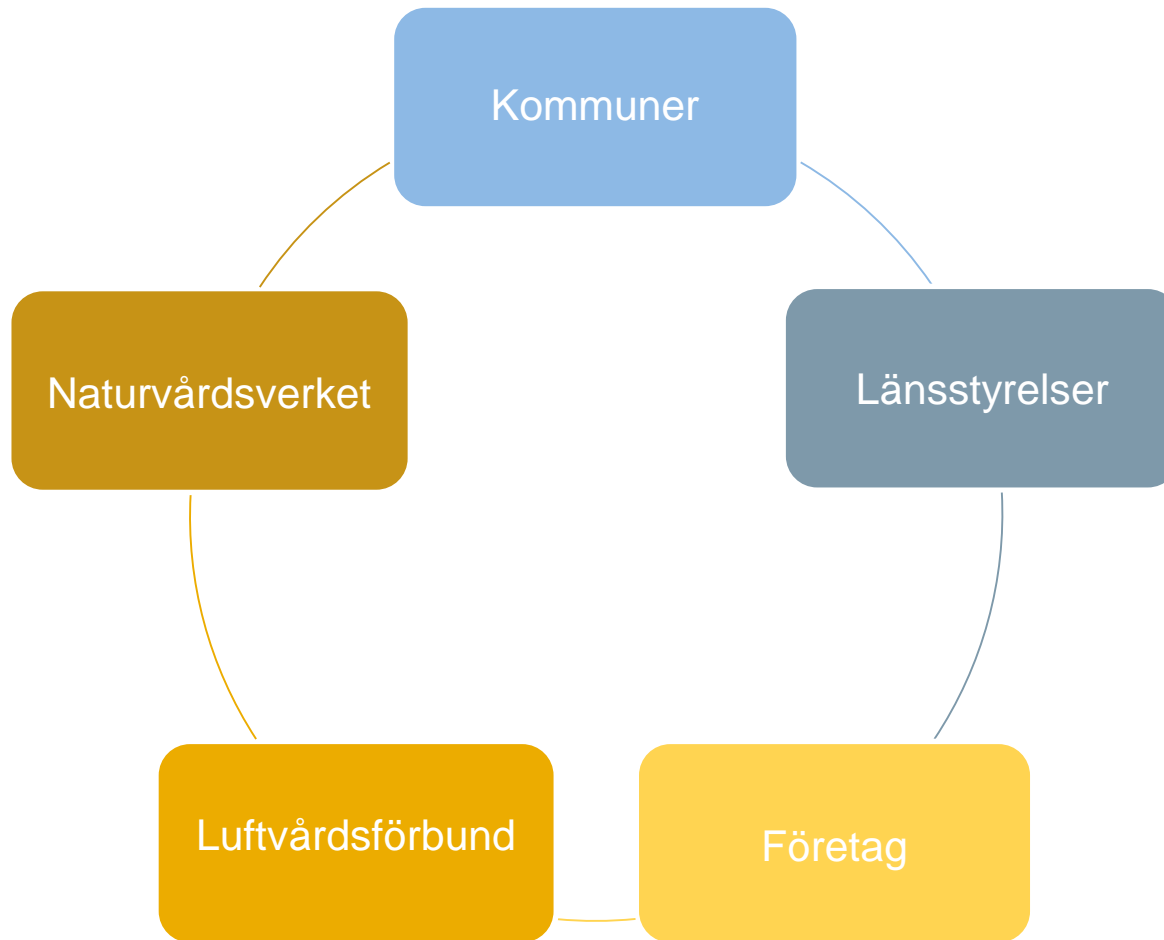 Kommuner
Naturvårdsverket
Länsstyrelser
Luftvårdsförbund
Företag